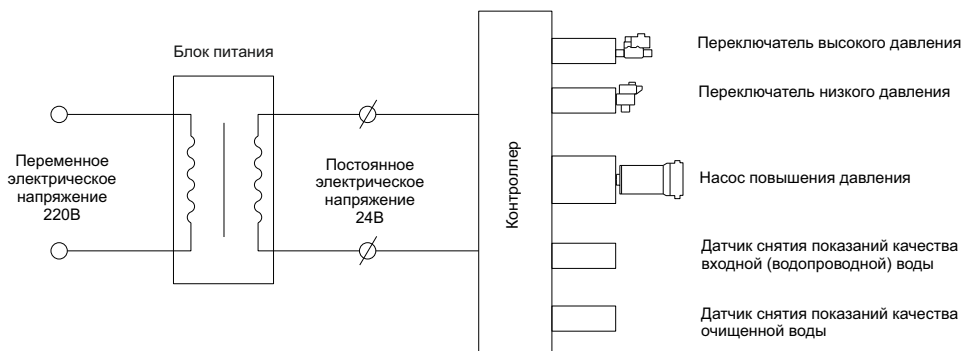 Блок питания
Переменное
электрическое
напряжение
220В
Постоянное
электрическое
напряжение
24В
Контроллер
Переключатель высокого давления
Переключатель низкого давления
Насос повышения давления
Датчик снятия показаний качества
входной (водопроводной) воды
Датчик снятия показаний качества
очищенной воды